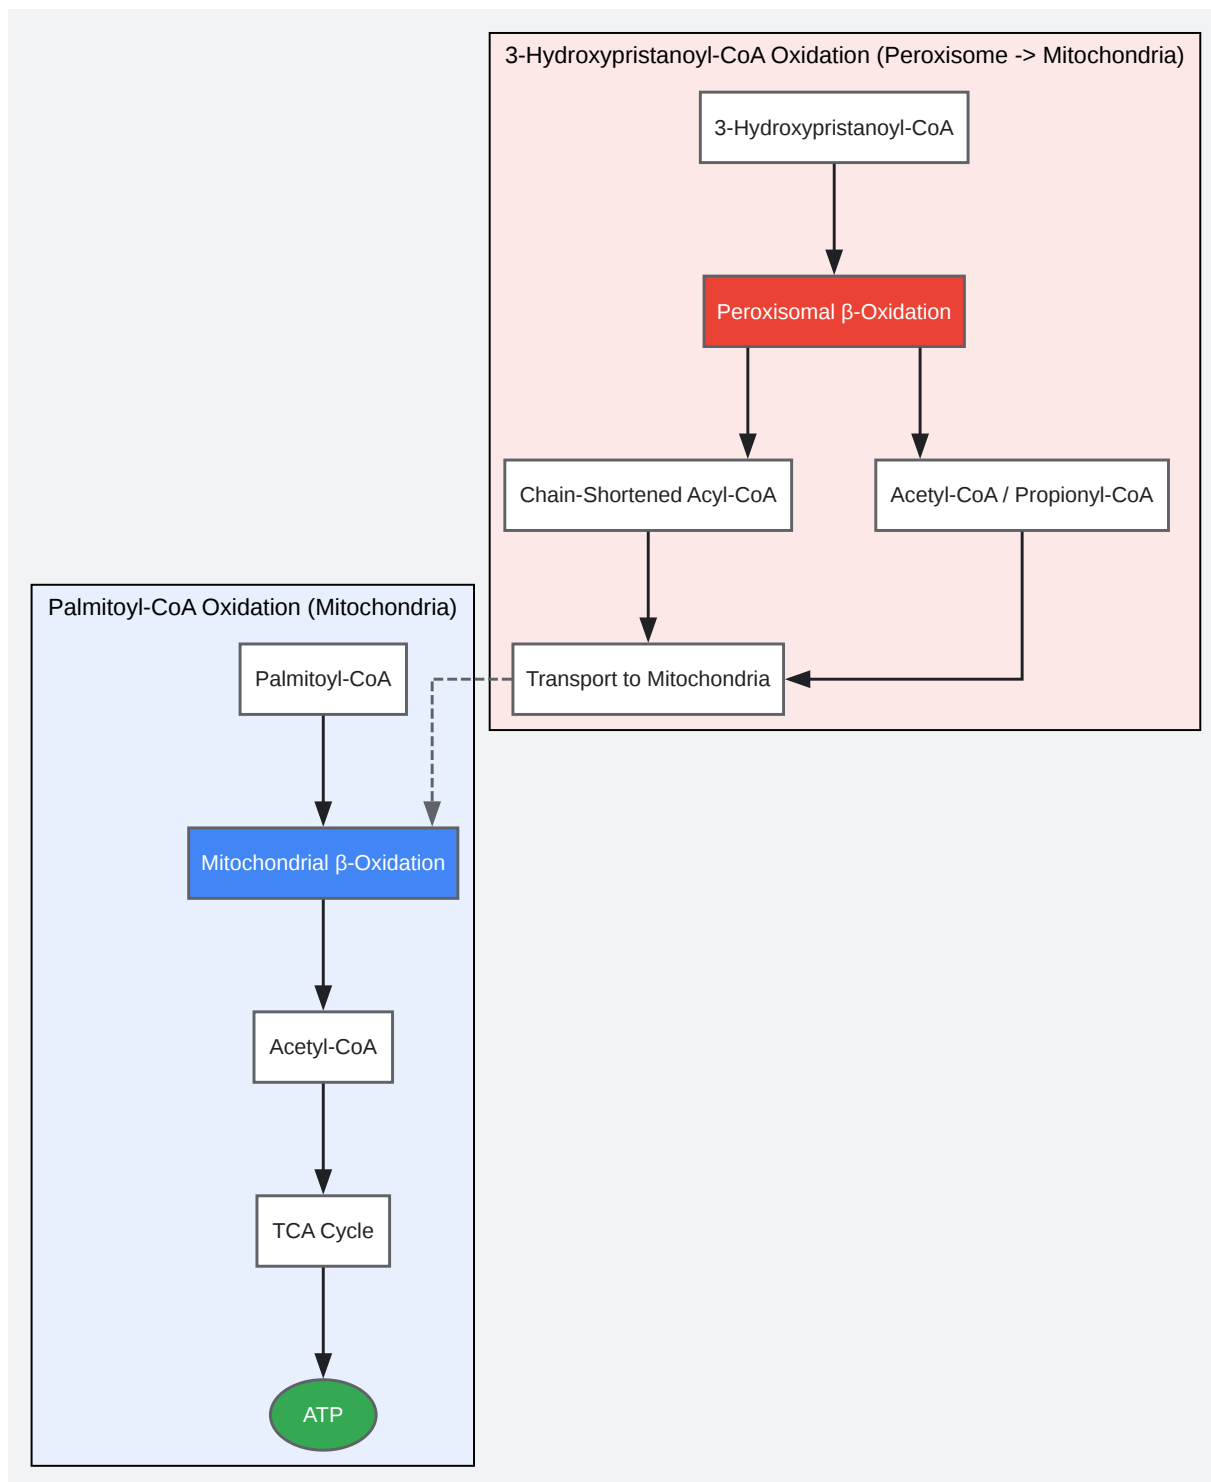 3-Hydroxypristanoyl-CoA Oxidation (Peroxisome -> Mitochondria)
3-Hydroxypristanoyl-CoA
Peroxisomal β-Oxidation
Chain-Shortened Acyl-CoA
Acetyl-CoA / Propionyl-CoA
Transport to Mitochondria
Palmitoyl-CoA Oxidation (Mitochondria)
Palmitoyl-CoA
Mitochondrial β-Oxidation
Acetyl-CoA
TCA Cycle
ATP